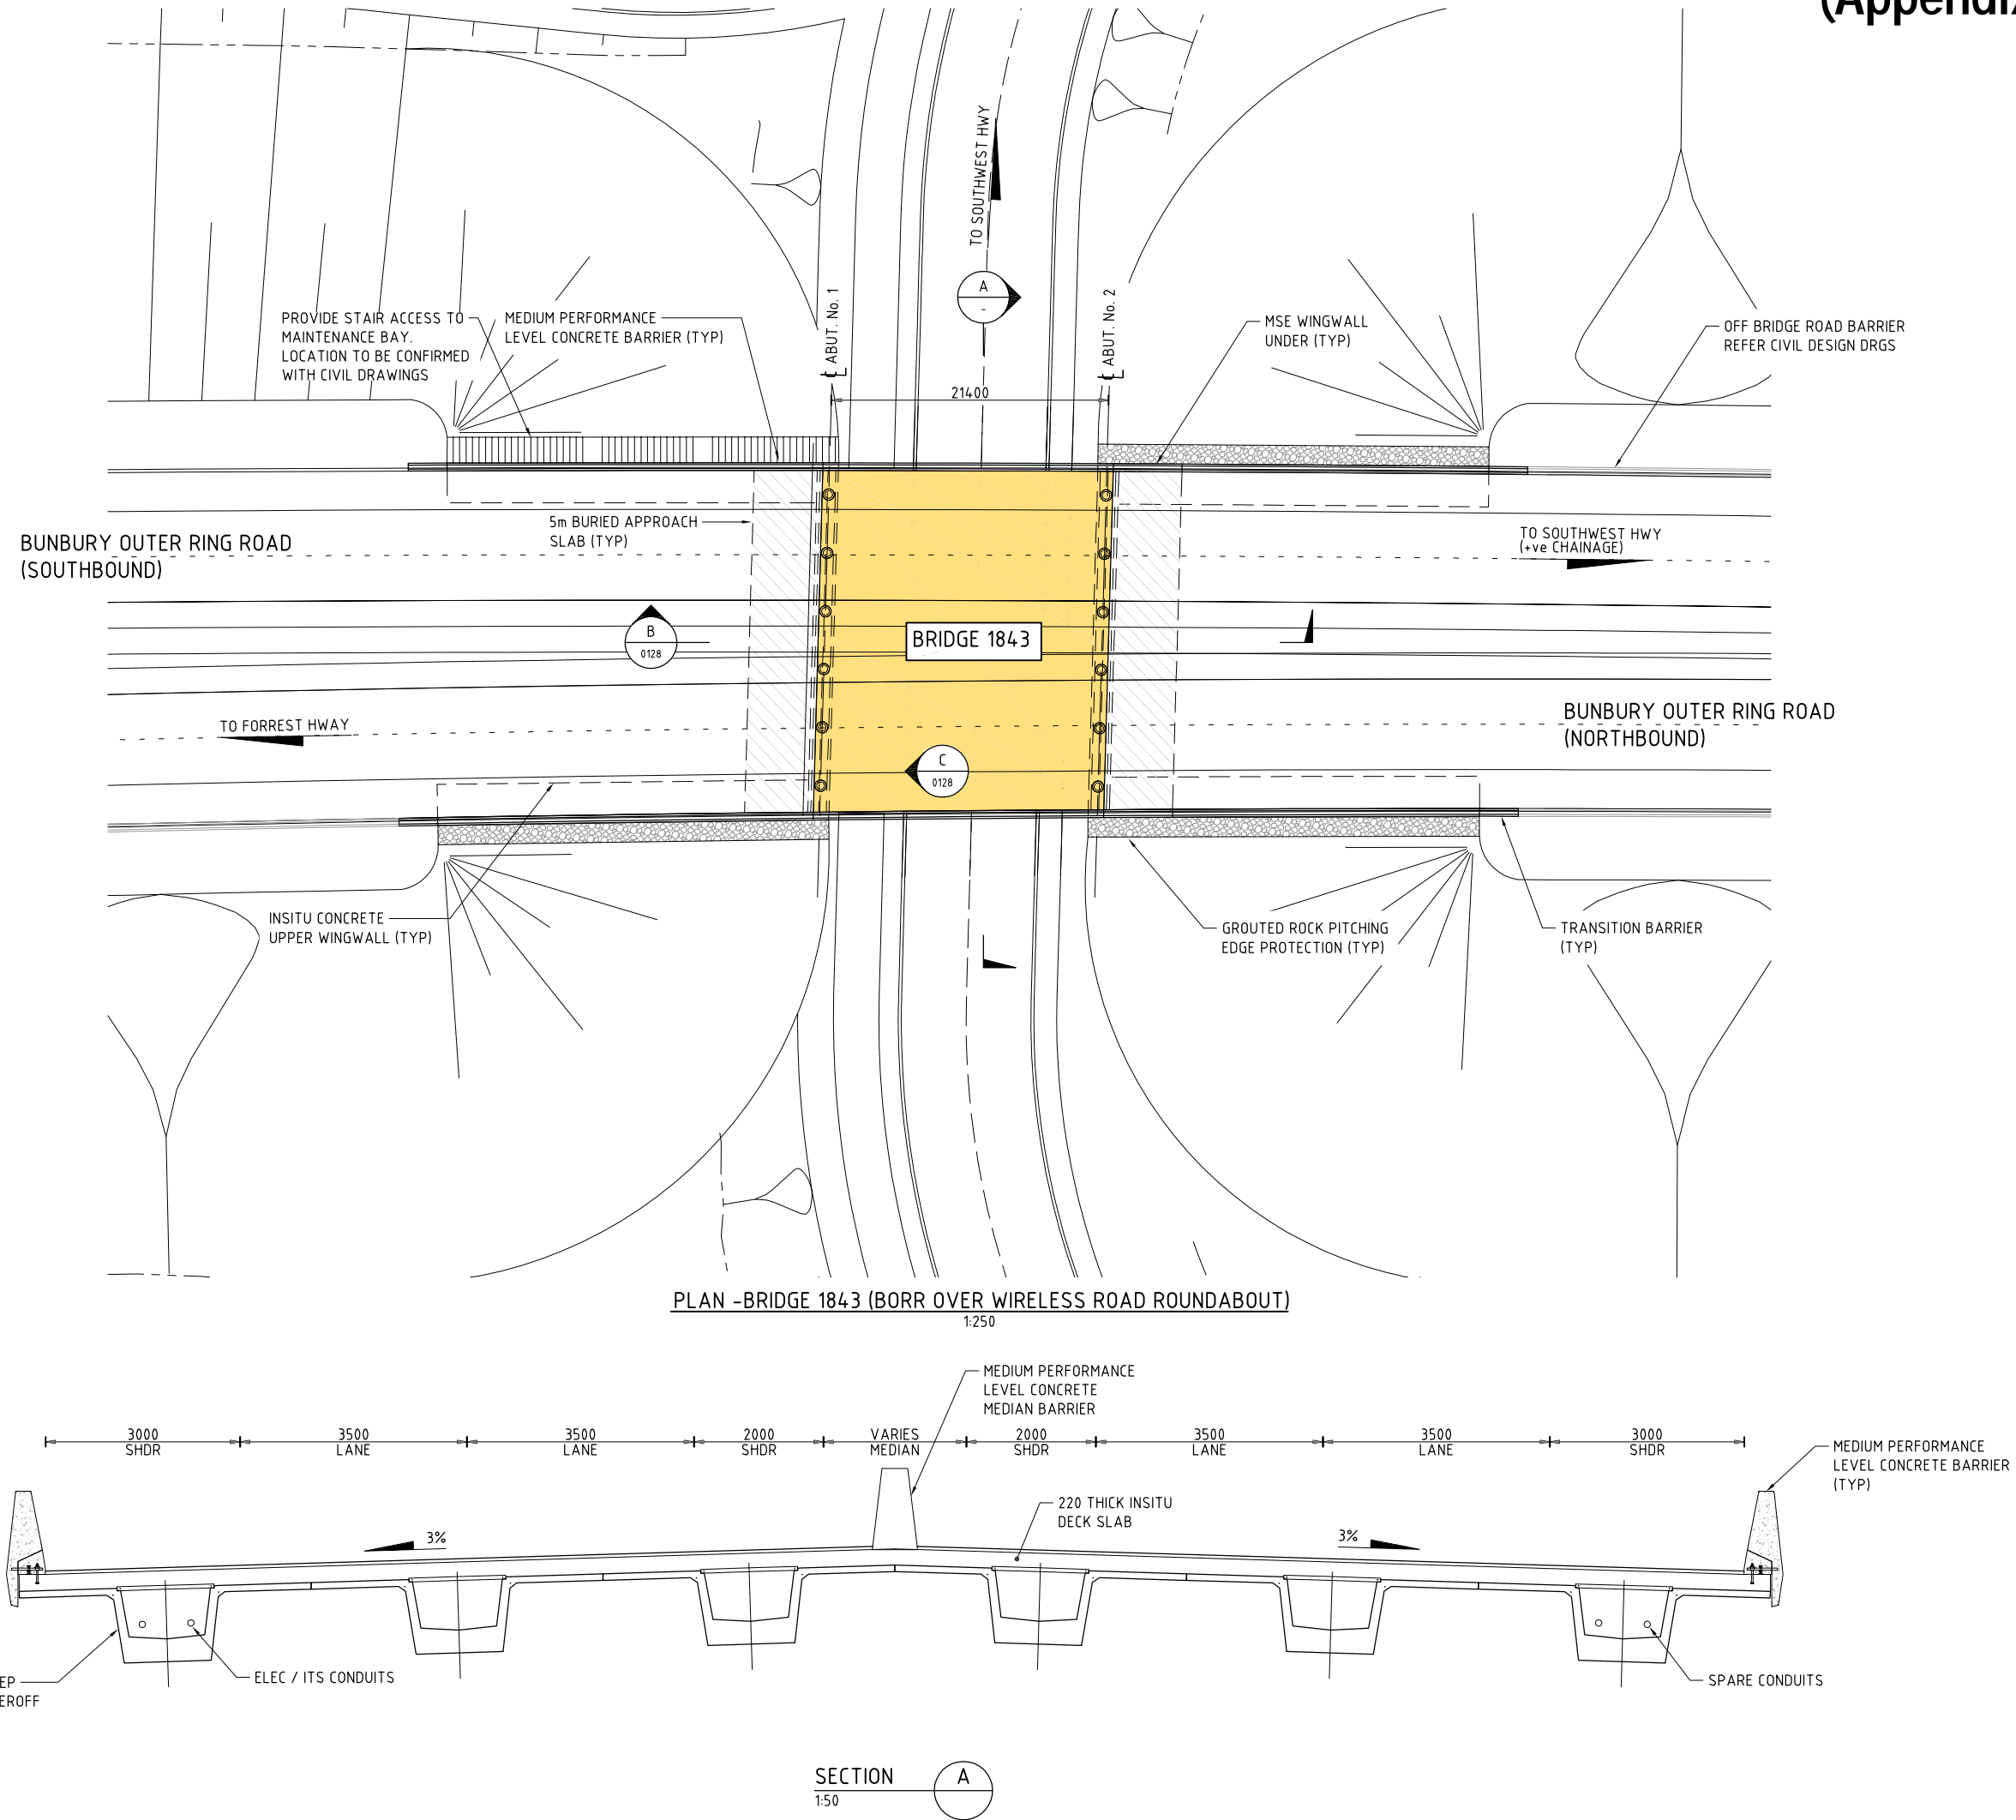 (Appendix
TO SOUTHWEST HWY
A
-
℄ ABUT. No. 1
℄ ABUT. No. 2
PROVIDE STAIR ACCESS TO
MAINTENANCE BAY.
LOCATION TO BE CONFIRMED
WITH CIVIL DRAWINGS
MEDIUM PERFORMANCE
LEVEL CONCRETE BARRIER (TYP)
MSE WINGWALL
UNDER (TYP)
OFF BRIDGE ROAD BARRIER
REFER CIVIL DESIGN DRGS
21400
5m BURIED APPROACH
SLAB (TYP)
BUNBURY OUTER RING ROAD
(SOUTHBOUND)
TO SOUTHWEST HWY
(+ve CHAINAGE)
B
0128
BRIDGE 1843
TO FORREST HWAY
BUNBURY OUTER RING ROAD
(NORTHBOUND)
C
0128
INSITU CONCRETE
UPPER WINGWALL (TYP)
GROUTED ROCK PITCHING
EDGE PROTECTION (TYP)
TRANSITION BARRIER
(TYP)
PLAN -BRIDGE 1843 (BORR OVER WIRELESS ROAD ROUNDABOUT)
1:250
MEDIUM PERFORMANCE
LEVEL CONCRETE
MEDIAN BARRIER
3000
SHDR
3500
LANE
3500
LANE
2000
SHDR
VARIES
MEDIAN
2000
SHDR
3500
LANE
3500
LANE
3000
SHDR
MEDIUM PERFORMANCE
LEVEL CONCRETE BARRIER
(TYP)
220 THICK INSITU
DECK SLAB
3%
3%
EP
EROFF
ELEC / ITS CONDUITS
SPARE CONDUITS
SECTION
A
1:50